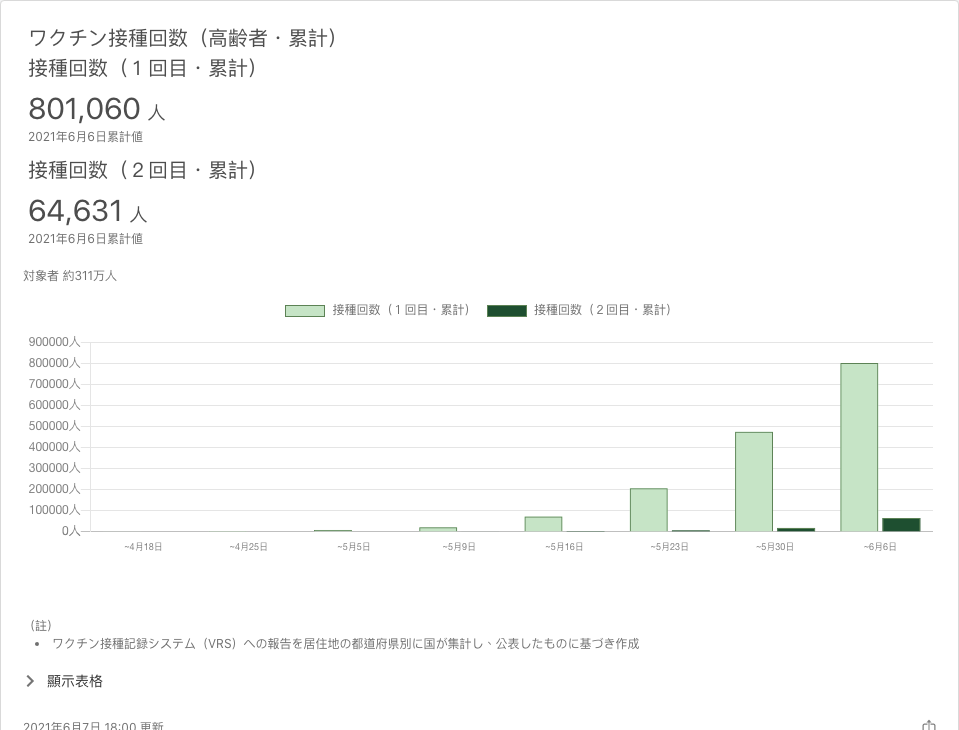 ワクチン接種回数（高齢者・累計）
接種回数（１回目・累計）
801,060 人
2021年6月6日累計値
接種回数（２回目・累計）
64,631 人
2021年6月6日累計値
対象者 約311万人
接種回数（１回目・累計） 接種回数（２回目・累計）
900000人
800000人
700000人
600000人
500000人
400000人
300000人
200000人
100000人
0人
~4月18日 ~4月25日 ~5月5日 ~5月9日 ~5月16日 ~5月23日 ~5月30日 ~6月6日
（註）
• ワクチン接種記録システム（VRS）への報告を居住地の都道府県別に国が集計し、公表したものに基づき作成
顯示表格
2021年6月7日 18:00 更新